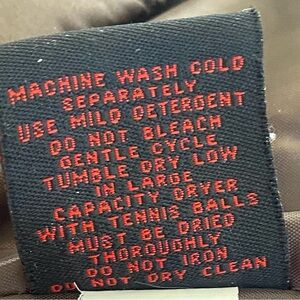 MACHINE WASH COLD
SEPARATELY
USE MILD DETERGENT
DO NOT BLEACH
GENTLE CYCLE
TUMBLE DRY LOW
IN LARGE
CAPACITY DRYER
WITH TENNIS BALLS
MUST BE DRIED
THOROUGHLY
DO NOT IRON
DO NOT DRY CLEAN